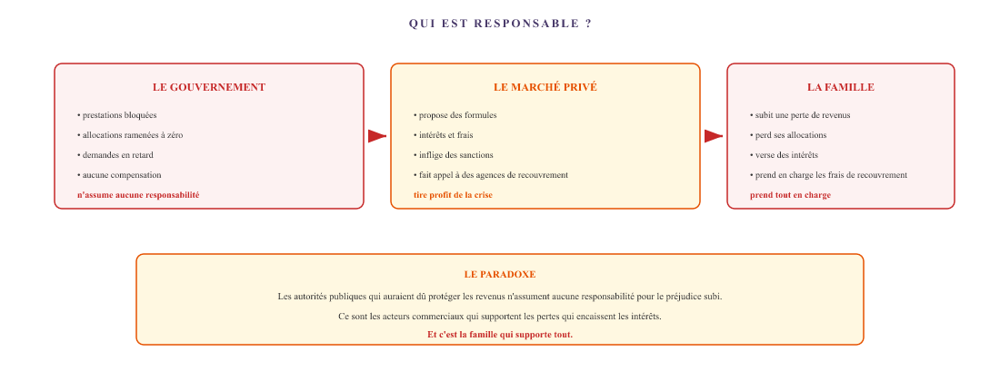 QUI EST RESPONSABLE ?
LE GOUVERNEMENT
• prestations bloquées
• allocations ramenées à zéro
• demandes en retard
• aucune compensation
n'assume aucune responsabilité
LE MARCHÉ PRIVÉ
• propose des formules
• intérêts et frais
• inflige des sanctions
• fait appel à des agences de recouvrement
tire profit de la crise
LA FAMILLE
• subit une perte de revenu
• perd ses allocations
• verse des intérêts
• prend en charge les frais de recouvrement
prend tout en charge
LE PARADOXE
Les autorités publiques qui auraient dû protéger les revenus n'assument aucune responsabilité pour le préjudice subi.
Ce sont les acteurs commerciaux qui supportent les pertes qui encaissent les intérêts.
Et c'est la famille qui supporte tout.